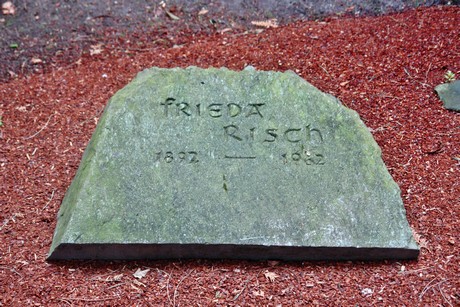 FRIEDA
Risch
1892 — 1962